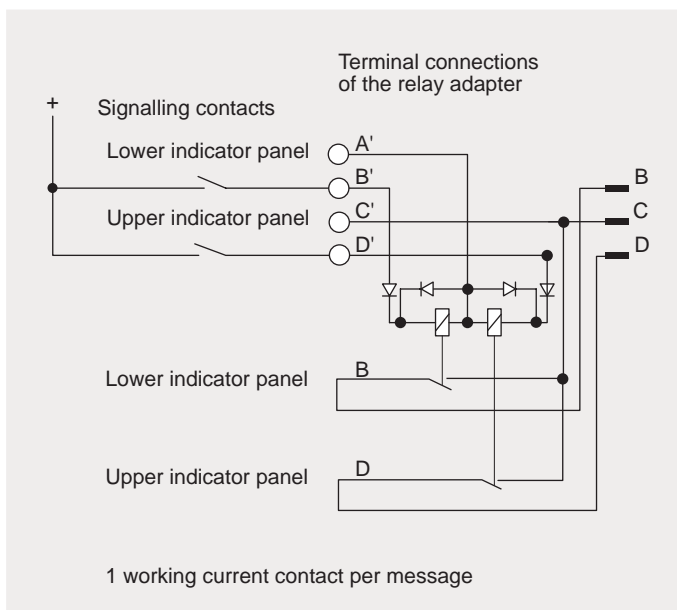 Terminal connections
of the relay adapter
+
Signalling contacts
Lower indicator panel
A'
B'
B
Upper indicator panel
C'
C
D'
D
B
Lower indicator panel
D
Upper indicator panel
1 working current contact per message